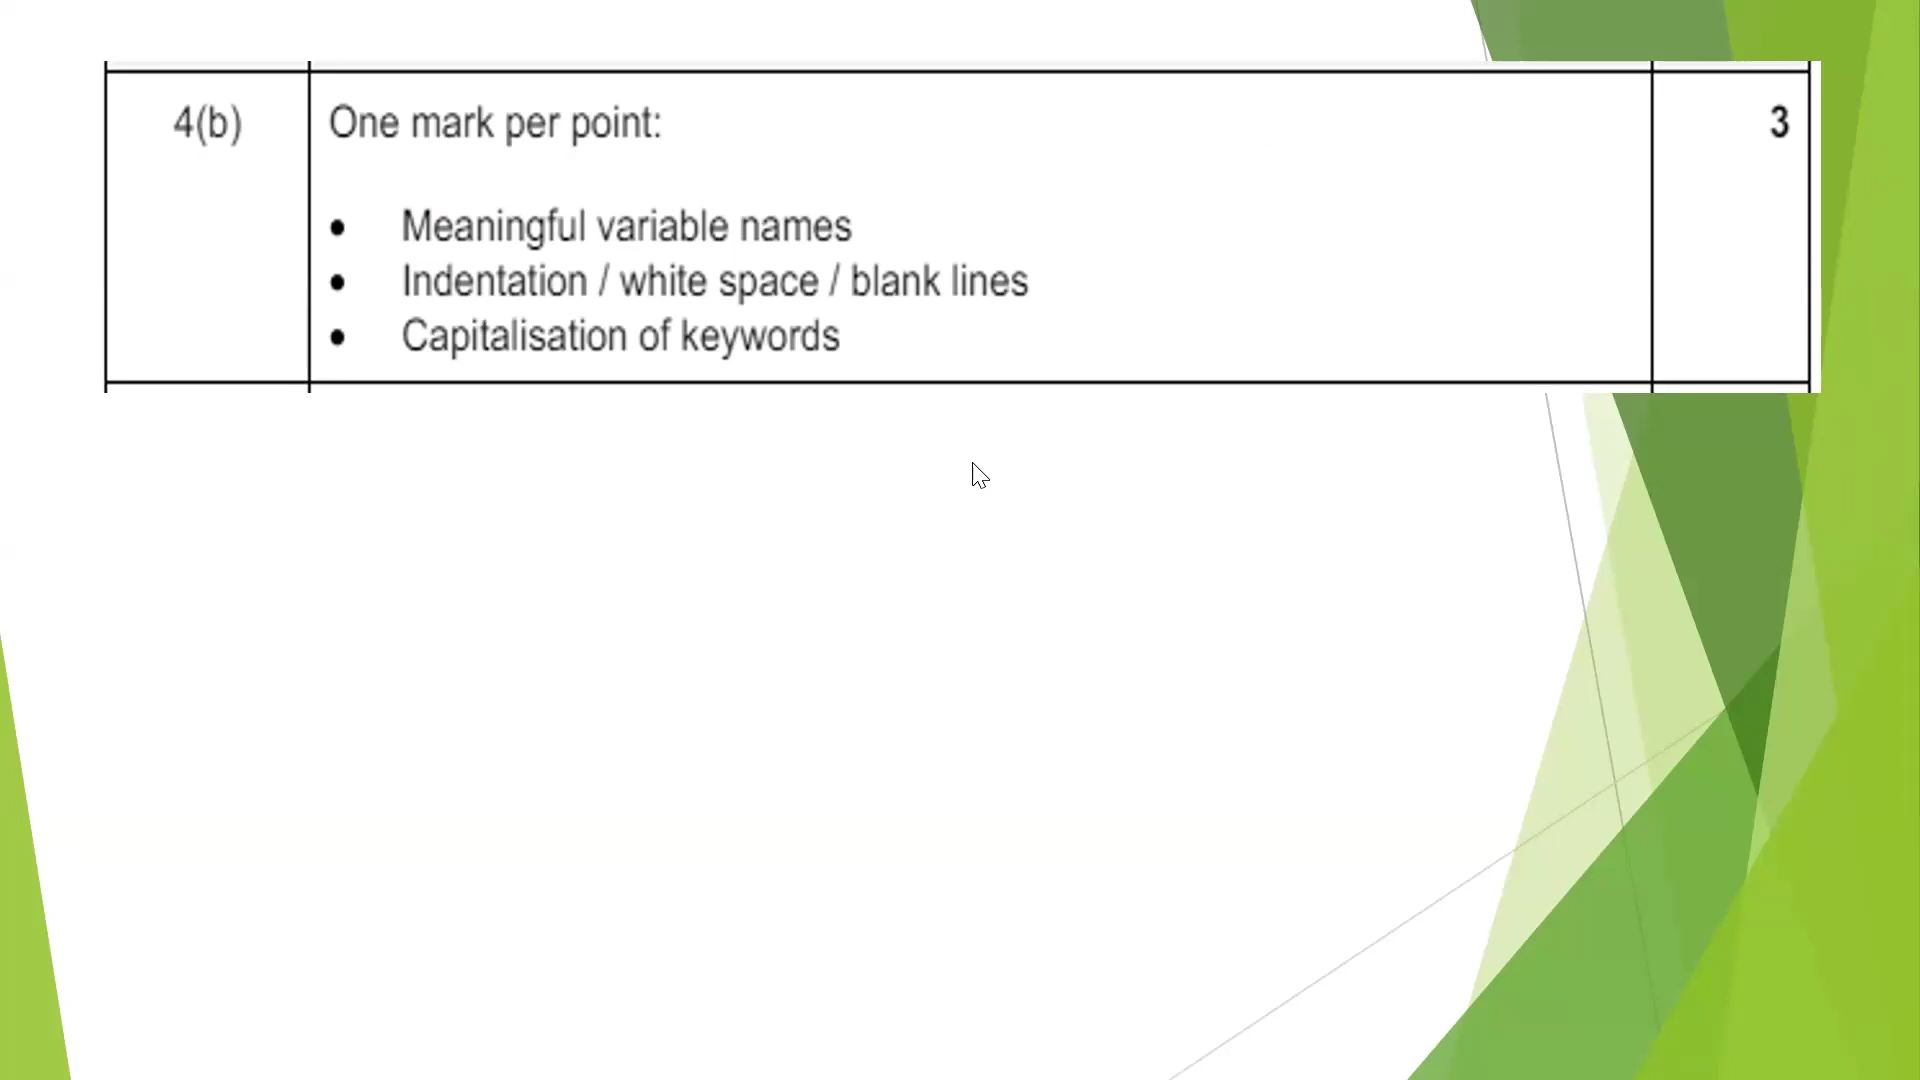 4(b) One mark per point: 3
• Meaningful variable names
• Indentation / white space / blank lines
• Capitalisation of keywords